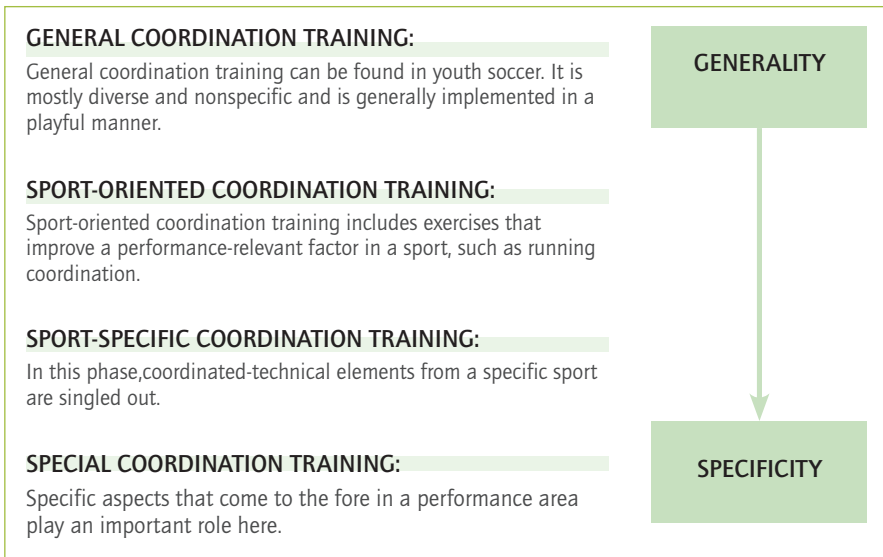 GENERAL COORDINATION TRAINING:
General coordination training can be found in youth soccer. It is
mostly diverse and nonspecific and is generally implemented in a
playful manner.
SPORT-ORIENTED COORDINATION TRAINING:
Sport-oriented coordination training includes exercises that
improve a performance-relevant factor in a sport, such as running
coordination.
SPORT-SPECIFIC COORDINATION TRAINING:
In this phase,coordinated-technical elements from a specific sport
are singled out.
SPECIAL COORDINATION TRAINING:
Specific aspects that come to the fore in a performance area
play an important role here.
GENERALITY
SPECIFICITY